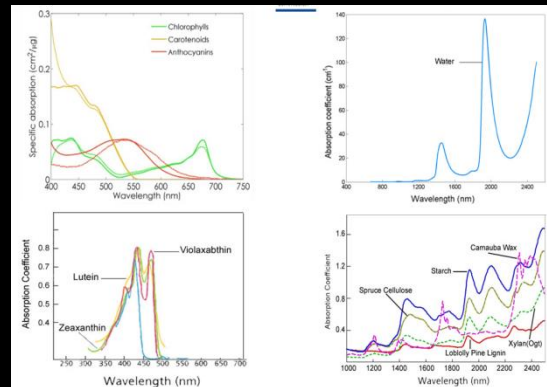 0.3
0.2
0.1
0
Specific absorption (cm²/µg)
Chlorophylls
Carotenoids
Anthocyanins
400 450 500 550 600 650 700 750
Wavelength (nm)
140
120
100
80
60
40
20
0
Absorption coefficient (cm⁻¹)
Water
400 800 1200 1600 2000 2400
Wavelength (nm)
0.8
0.7
0.6
0.5
0.4
Absorption Coefficient
Violaxabthin
Lutein
Zeaxanthin
250 300 350 400 450 500 550 600 650
Wavelength (nm)
1.6
1.2
0.8
0.4
Absorption Coefficient
Carnauba Wax
Starch
Spruce Cellulose
Xylan(Ogt)
Loblolly Pine Lignin
1000 1200 1400 1600 1800 2000 2200 2400
Wavelength (nm)